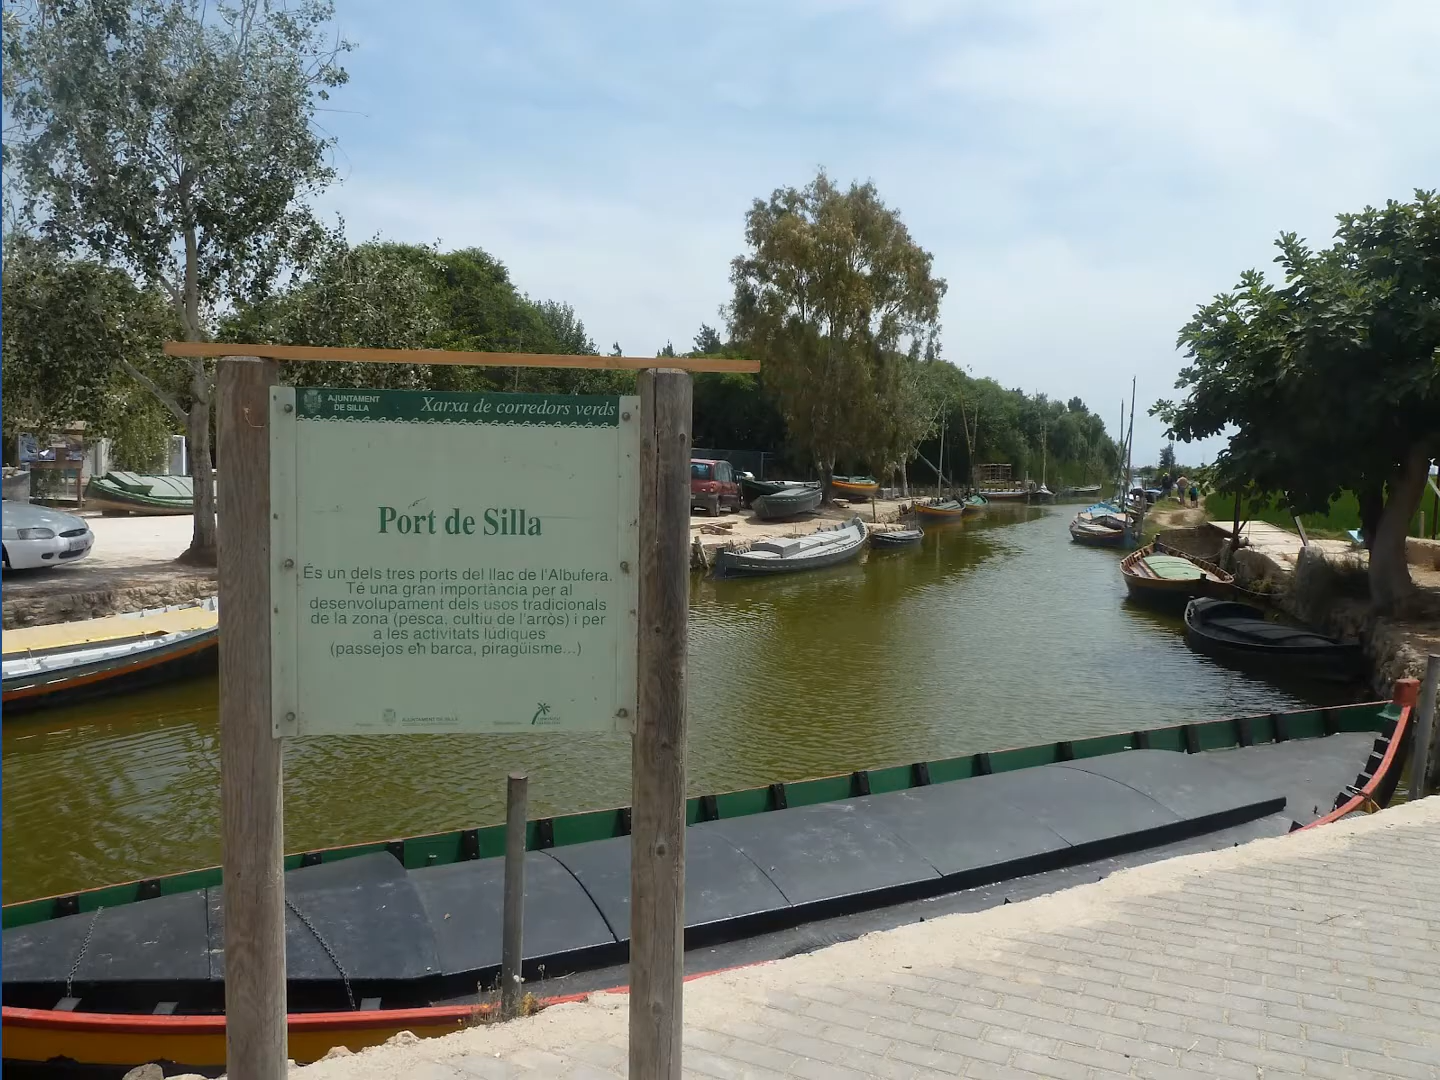 AJUNTAMENT
DE SILLA
Xarxa de corredors verds
Port de Silla
És un dels tres ports del llac de l'Albufera.
Té una gran importància per al
desenvolupament dels usos tradicionals
de la zona (pesca, cultiu de l'arròs) i per
a les activitats lúdiques
(passejos en barca, piragüisme...)
AJUNTAMENT DE SILLA